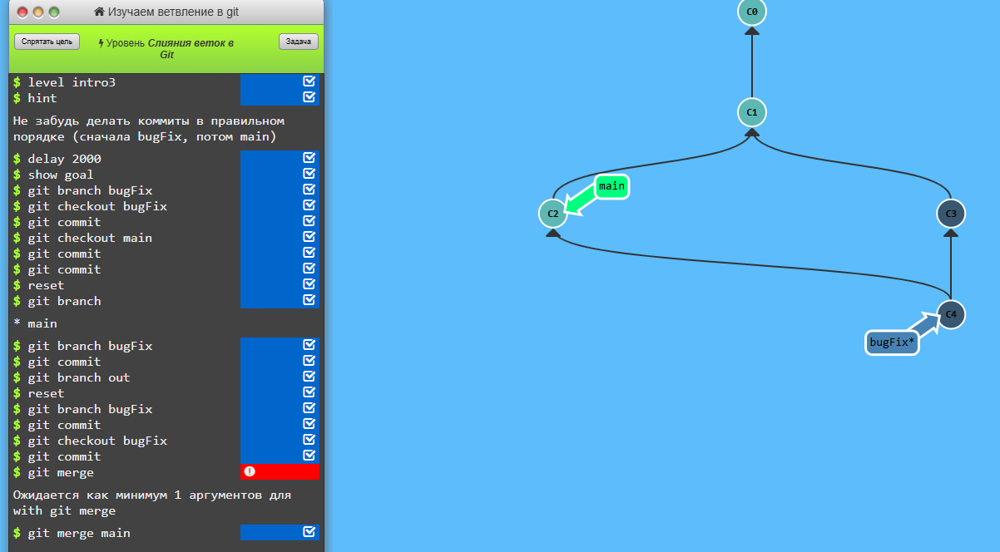 Изучаем ветвление в git
Спрятать цель
Уровень Слияния веток в
Git
Задача
$ level intro3
$ hint
Не забудь делать коммиты в правильном
порядке (сначала bugFix, потом main)
$ delay 2000
$ show goal
$ git branch bugFix
$ git checkout bugFix
$ git commit
$ git checkout main
$ git commit
$ git commit
$ reset
$ git branch
* main
$ git branch bugFix
$ git commit
$ git branch out
$ reset
$ git branch bugFix
$ git commit
$ git checkout bugFix
$ git commit
$ git merge
Ожидается как минимум 1 аргументов для
with git merge
$ git merge main
C0
C1
main
C2
C3
C4
bugFix*